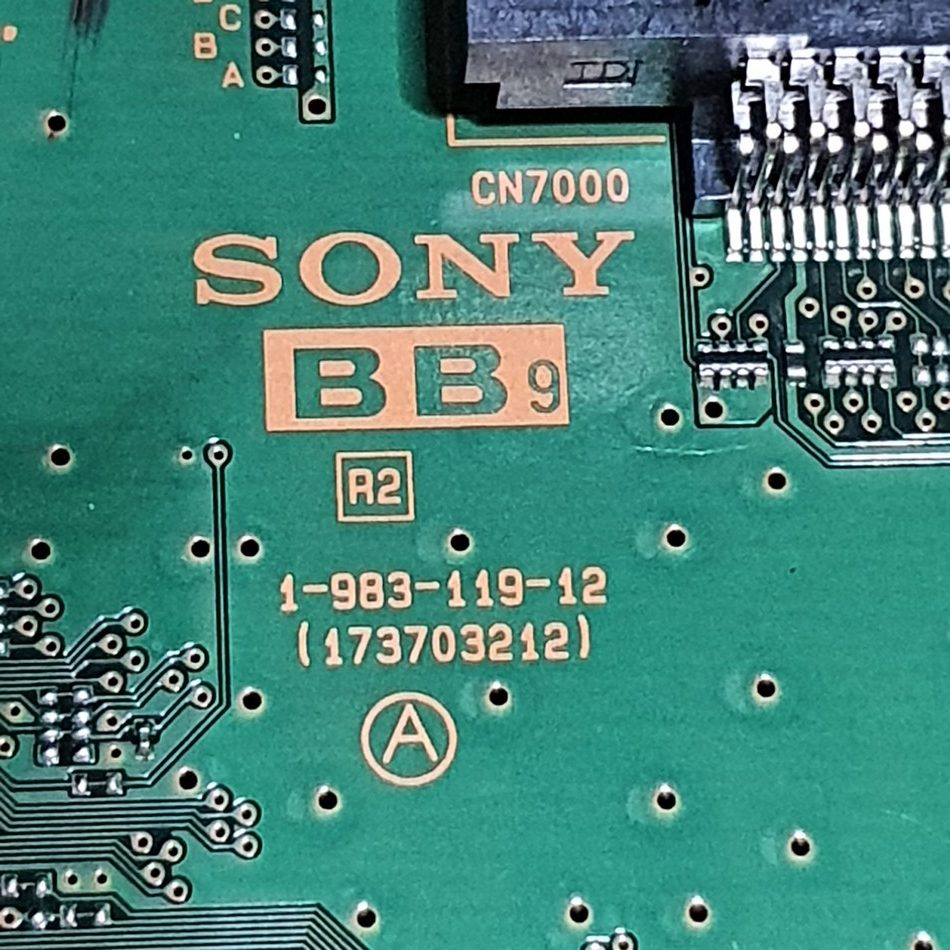 C
B
A
CN7000
SONY
BB9
R2
1-983-119-12
(173703212)
A